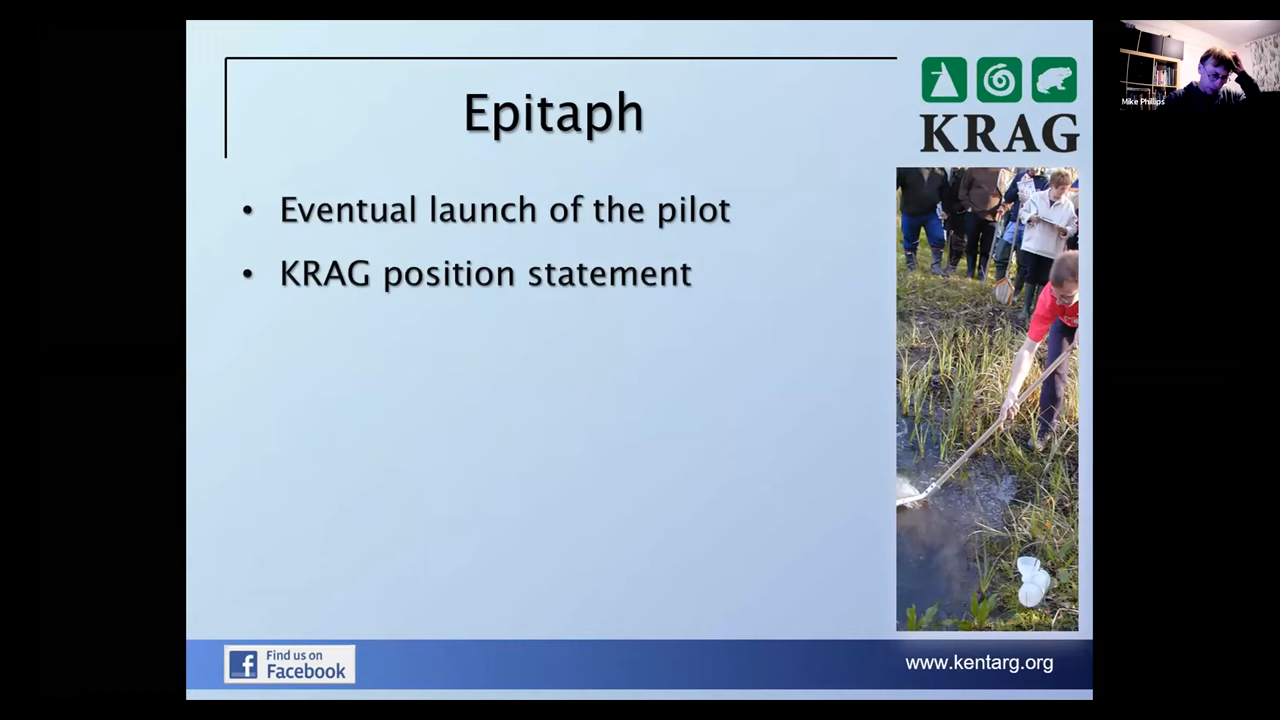 Epitaph
KRAG
Mike Phillips
• Eventual launch of the pilot
• KRAG position statement
Find us on
Facebook
www.kentarg.org